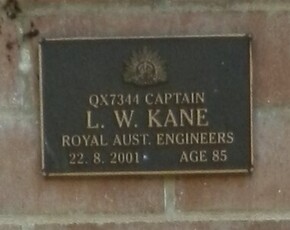 QX7344 CAPTAIN
L. W. KANE
ROYAL AUST. ENGINEERS
22. 8. 2001 AGE 85